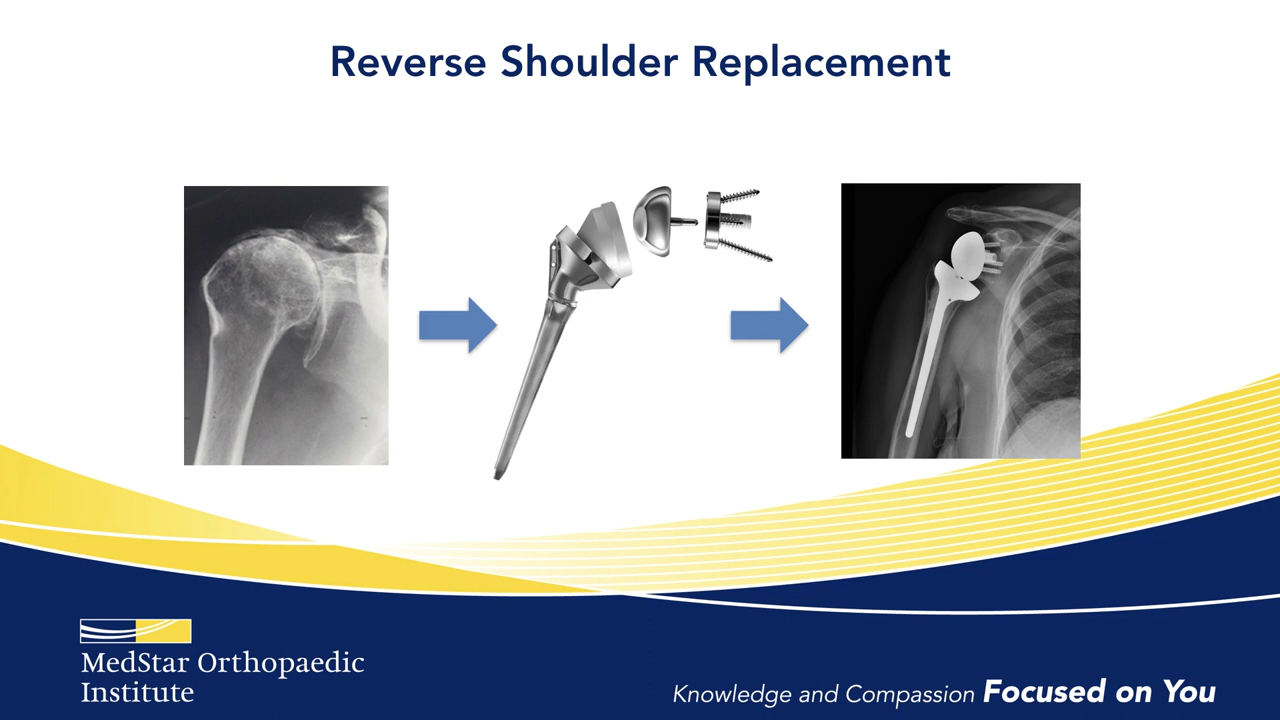 Reverse Shoulder Replacement
MedStar Orthopaedic
Institute
Knowledge and Compassion Focused on You